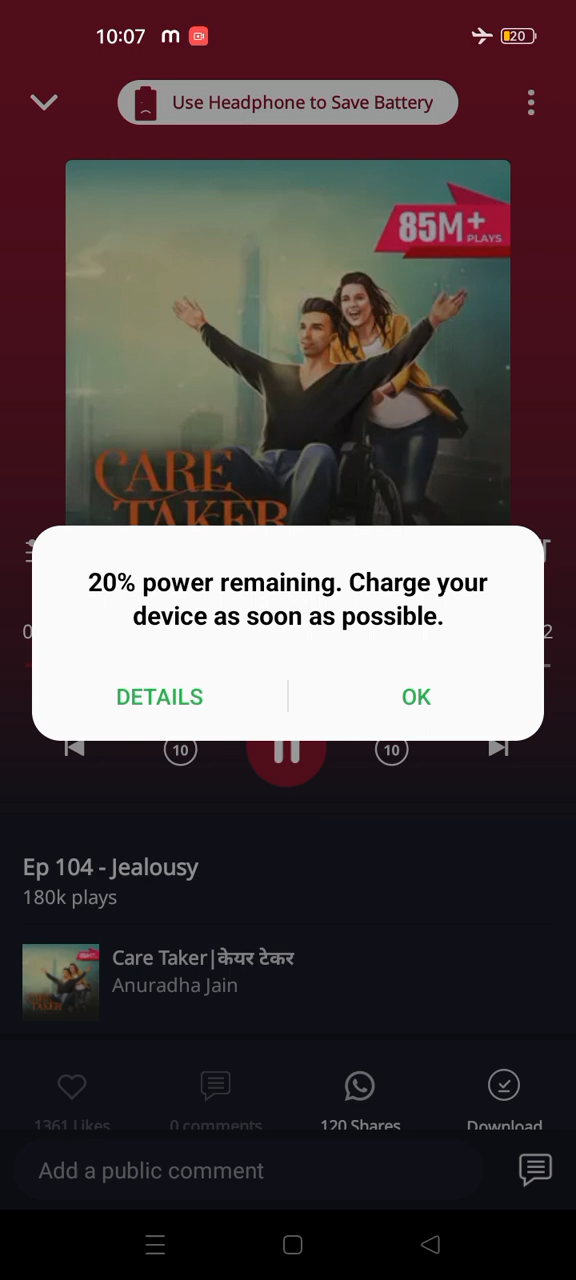 10:07
20
Use Headphone to Save Battery
85M+
PLAYS
CARE
TAKER
20% power remaining. Charge your
device as soon as possible.
DETAILS
OK
10
10
Ep 104 - Jealousy
180k plays
Care Taker|केयर टेकर
Anuradha Jain
1361 Likes
0 comments
120 Shares
Download
Add a public comment